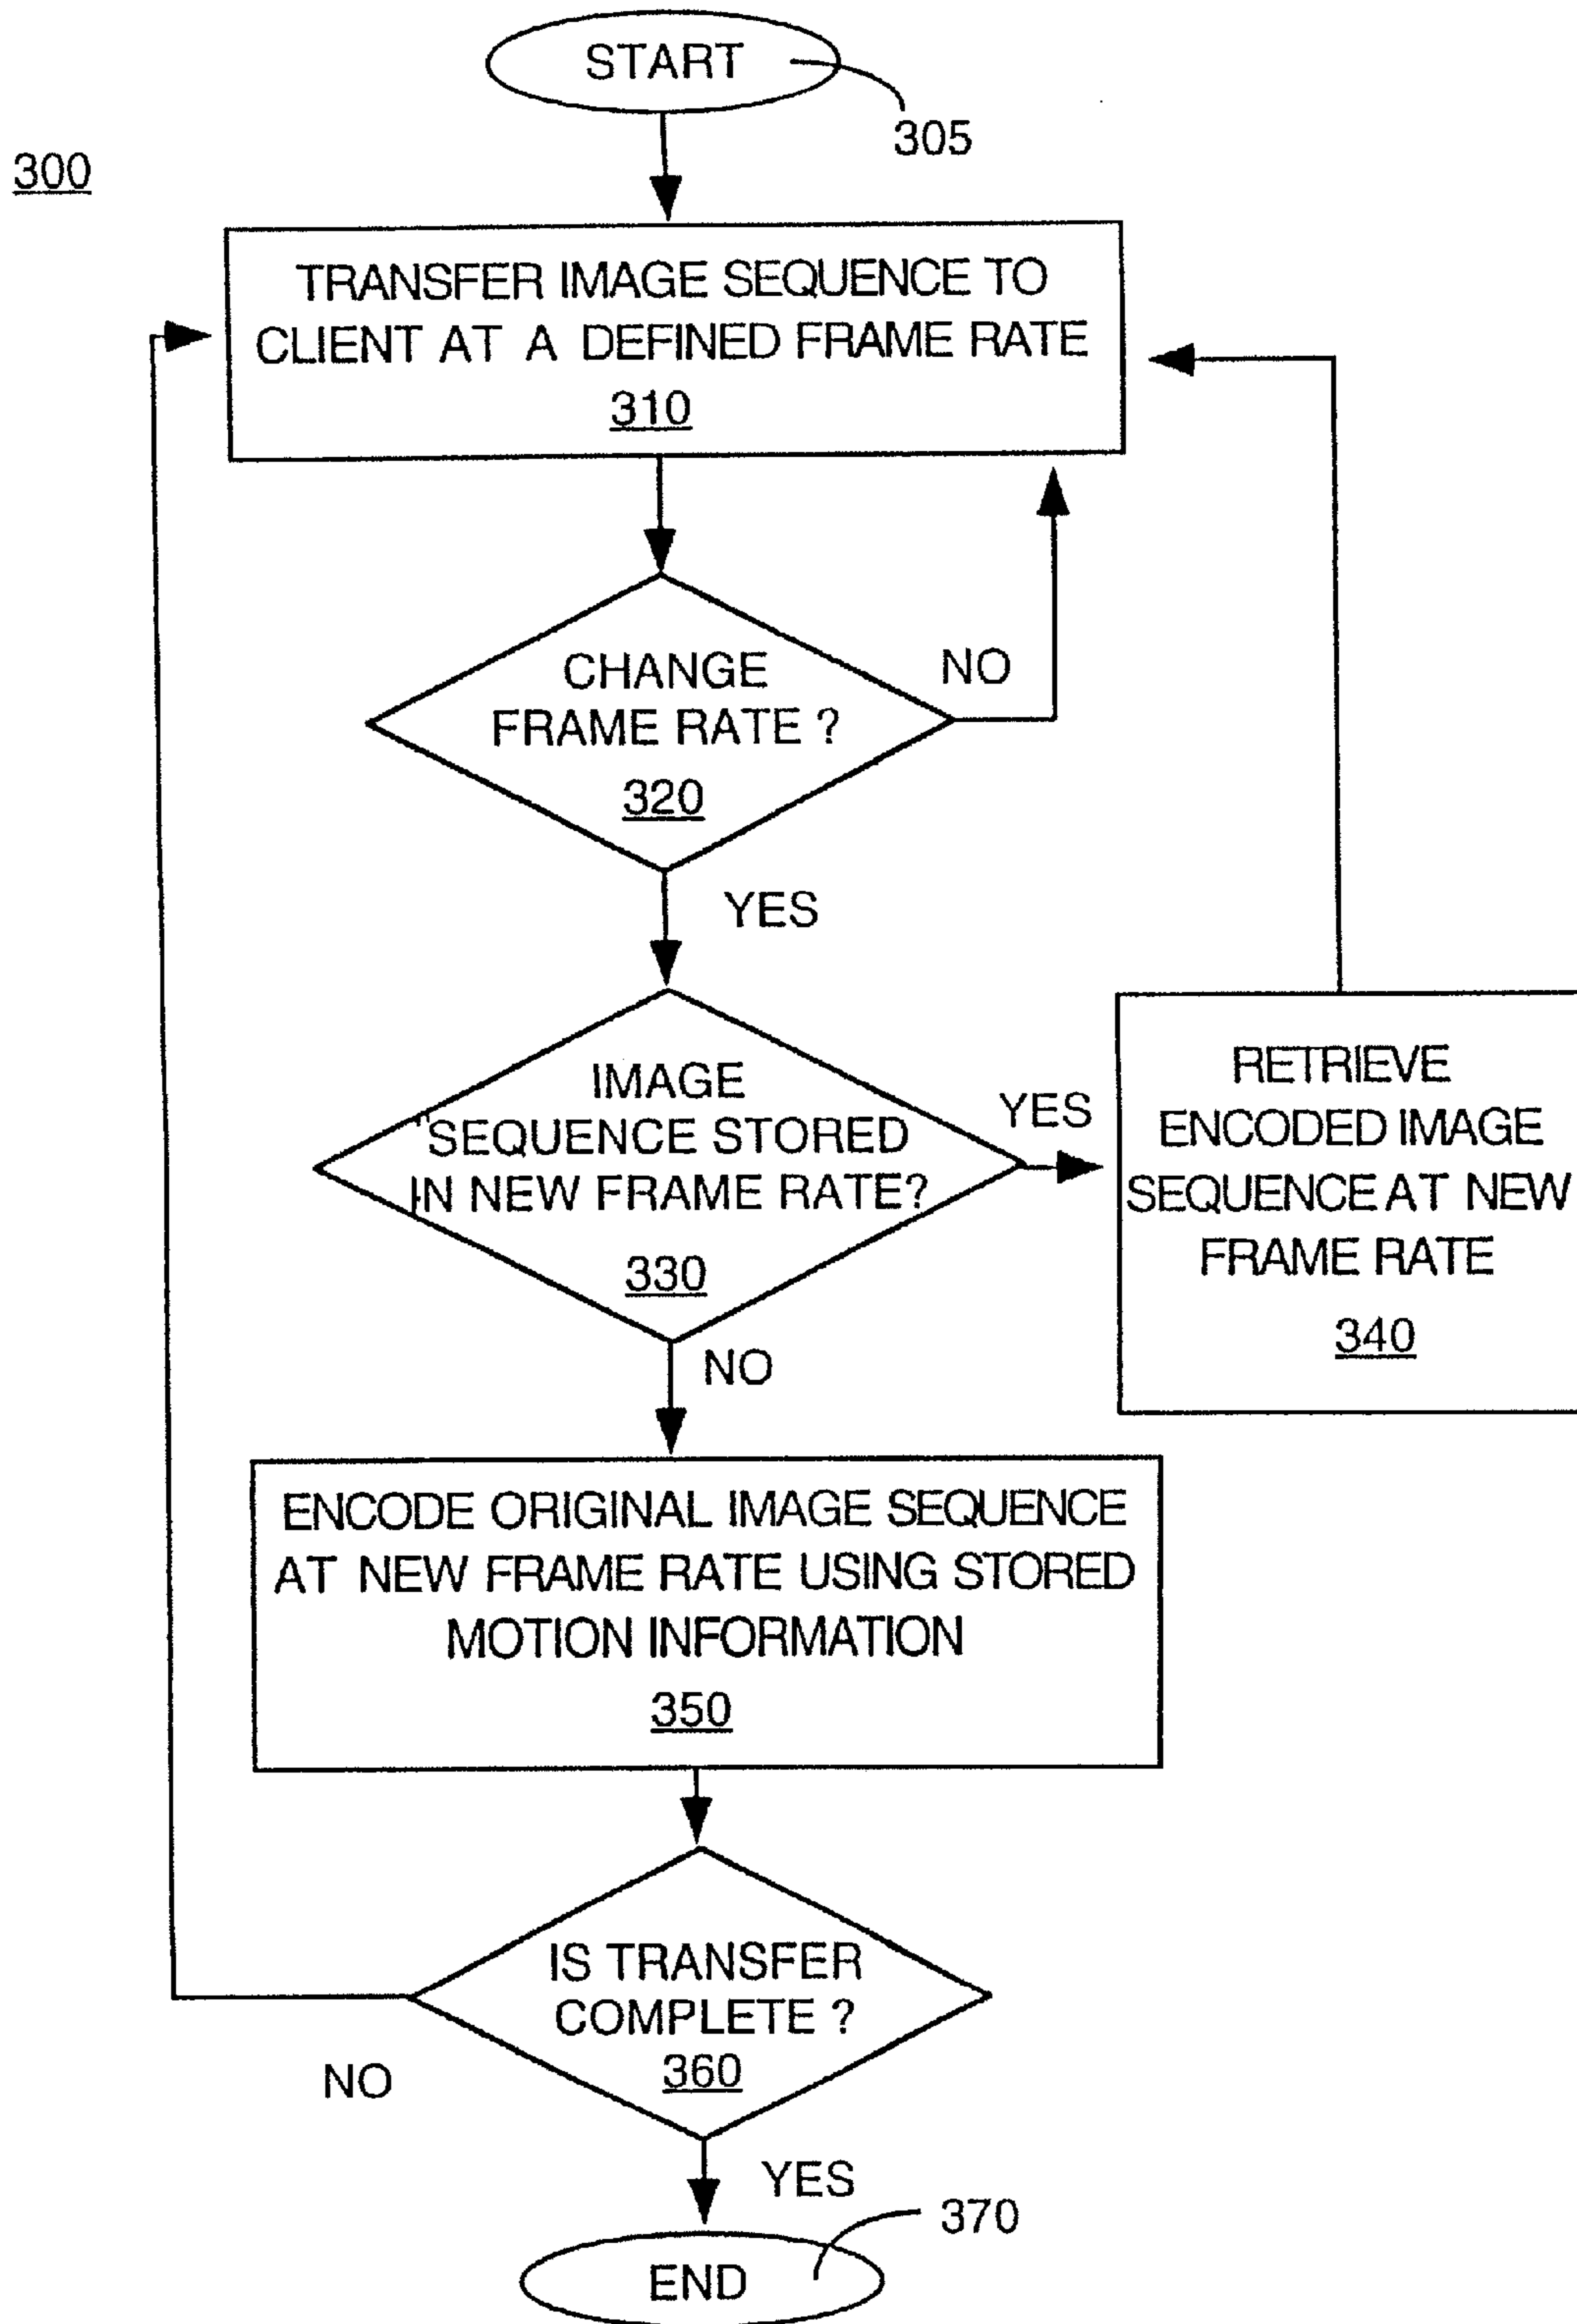 START
305
300
TRANSFER IMAGE SEQUENCE TO
CLIENT AT A DEFINED FRAME RATE
310
CHANGE
FRAME RATE ?
320
NO
YES
IMAGE
SEQUENCE STORED
IN NEW FRAME RATE?
330
YES
RETRIEVE
ENCODED IMAGE
SEQUENCE AT NEW
FRAME RATE
340
NO
ENCODE ORIGINAL IMAGE SEQUENCE
AT NEW FRAME RATE USING STORED
MOTION INFORMATION
350
IS TRANSFER
COMPLETE ?
360
NO
YES
370
END